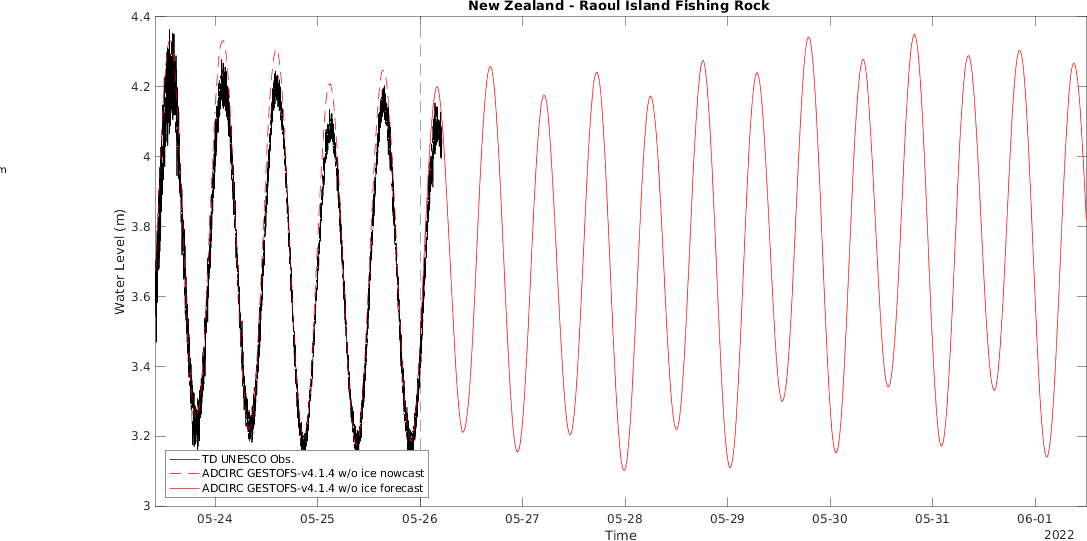 New Zealand - Raoul Island Fishing Rock
4.4
4.2
4
3.8
3.6
3.4
3.2
3
m
Water Level (m)
TD UNESCO Obs.
ADCIRC GESTOFS-v4.1.4 w/o ice nowcast
ADCIRC GESTOFS-v4.1.4 w/o ice forecast
05-24 05-25 05-26 05-27 05-28 05-29 05-30 05-31 06-01
Time
2022